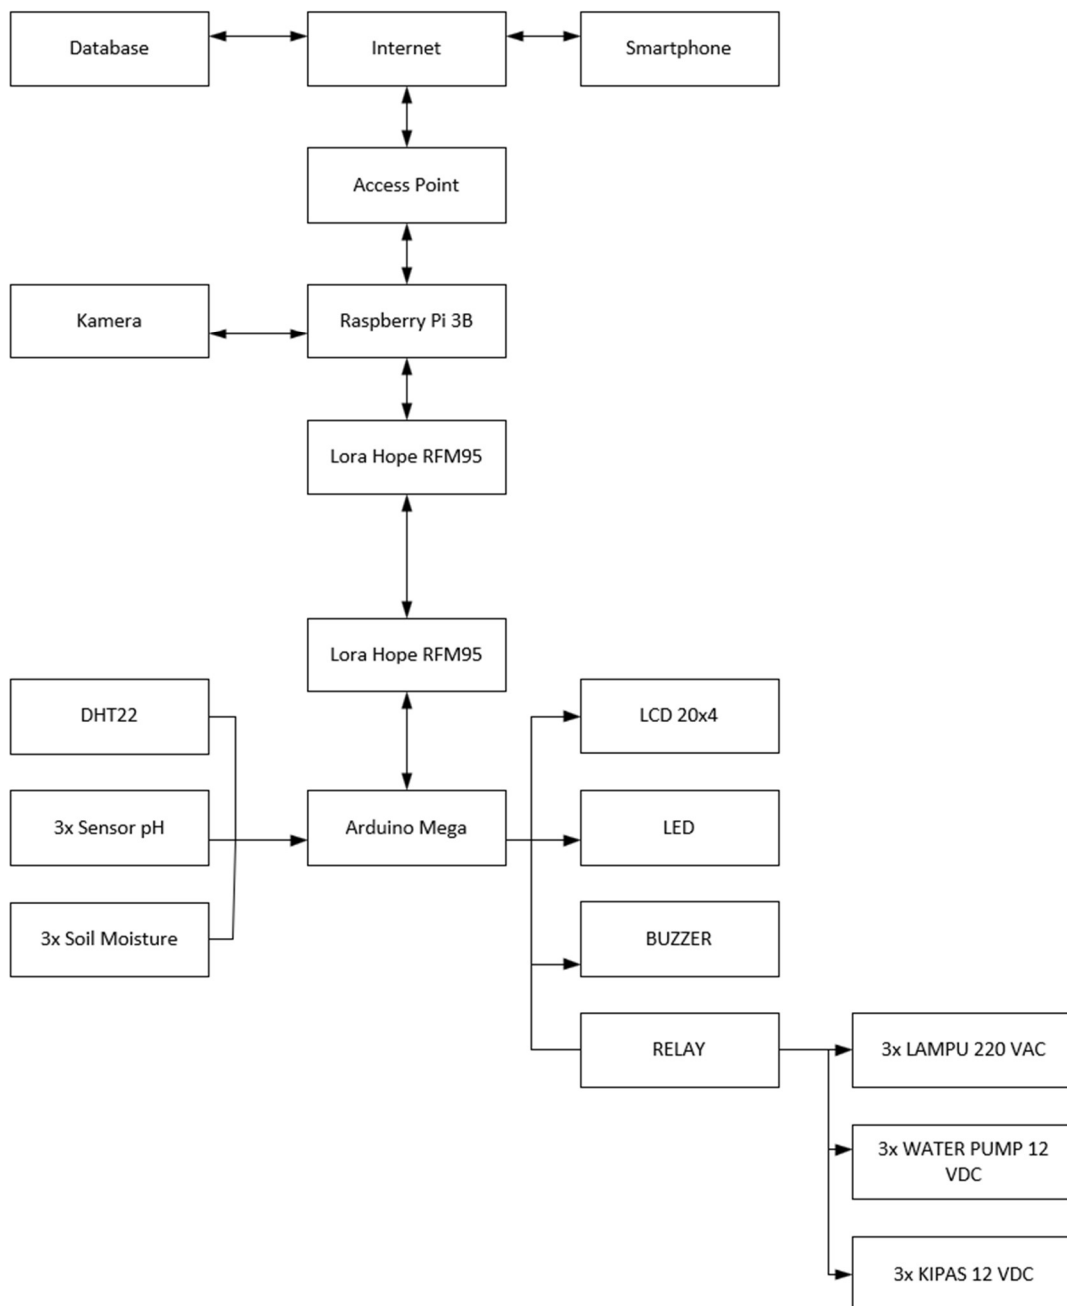 Database
Internet
Smartphone
Access Point
Kamera
Raspberry Pi 3B
Lora Hope RFM95
Lora Hope RFM95
DHT22
LCD 20x4
3x Sensor pH
Arduino Mega
LED
3x Soil Moisture
BUZZER
RELAY
3x LAMPU 220 VAC
3x WATER PUMP 12
VDC
3x KIPAS 12 VDC